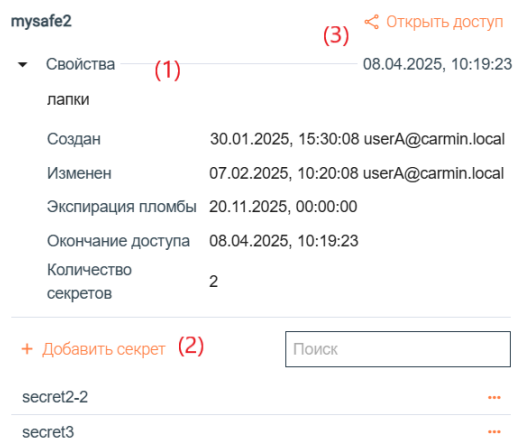 mysafe2
(3) Открыть доступ
Свойства (1) 08.04.2025, 10:19:23
лапки
Создан 30.01.2025, 15:30:08 userA@carmin.local
Изменен 07.02.2025, 10:20:08 userA@carmin.local
Экспирация пломбы 20.11.2025, 00:00:00
Окончание доступа 08.04.2025, 10:19:23
Количество
секретов
2
+ Добавить секрет (2) Поиск
secret2-2
secret3